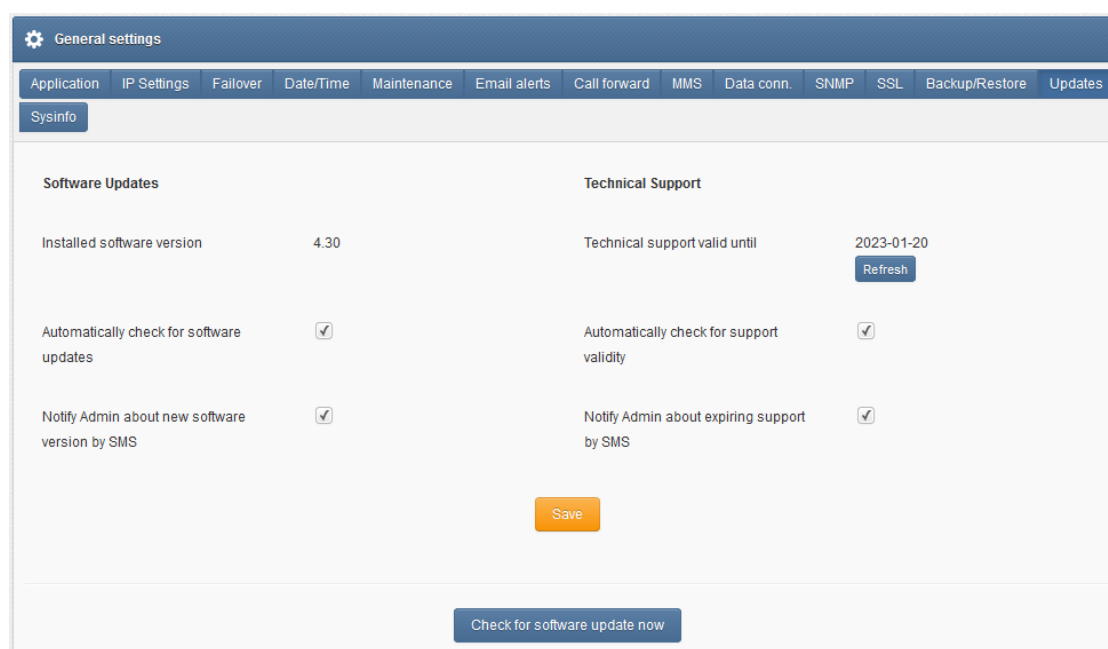 General settings
Application IP Settings Failover Date/Time Maintenance Email alerts Call forward MMS Data conn. SNMP SSL Backup/Restore Updates
Sysinfo
Software Updates
Technical Support
Installed software version 4.30
Technical support valid until 2023-01-20
Refresh
Automatically check for software
updates
Automatically check for support
validity
Notify Admin about new software
version by SMS
Notify Admin about expiring support
by SMS
Save
Check for software update now